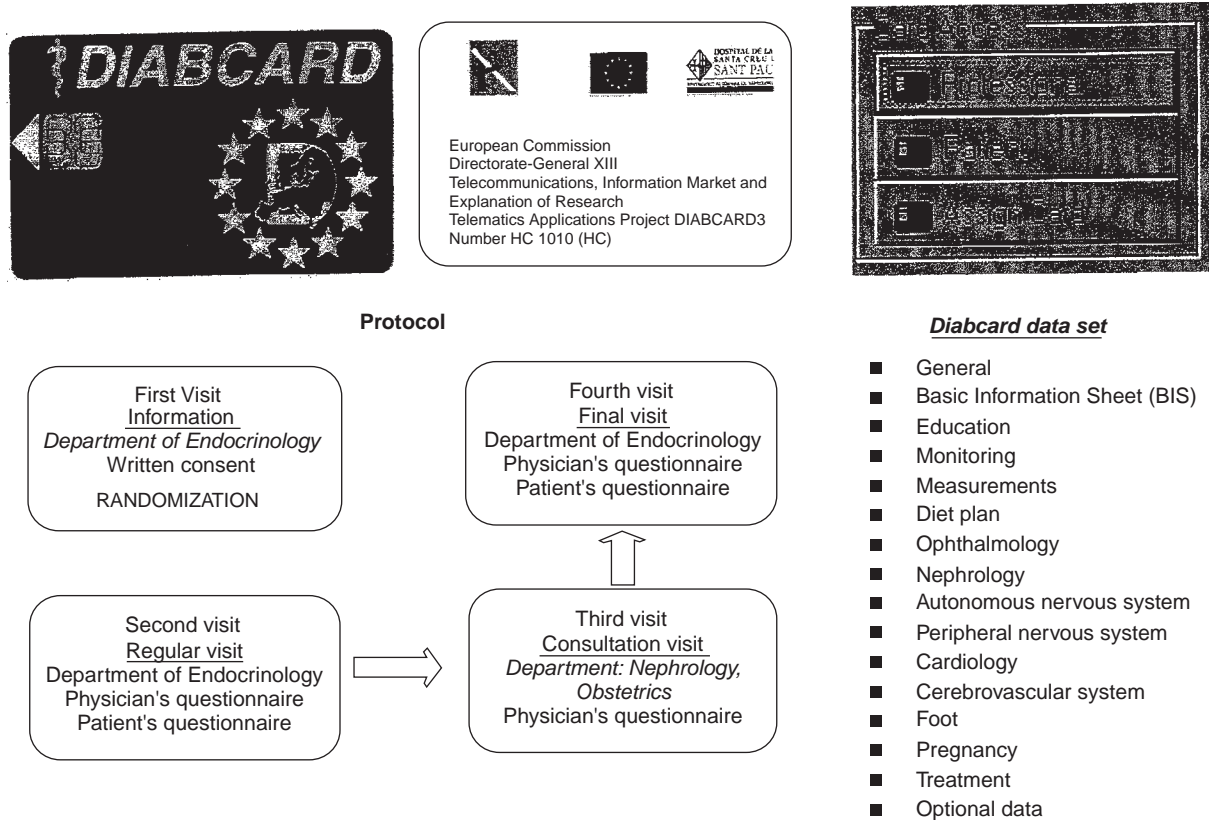 DIABCARD
HOSPITAL DE LA
SANTA CREU I
SANT PAU
European Commission
Directorate-General XIII
Telecommunications, Information Market and
Explanation of Research
Telematics Applications Project DIABCARD3
Number HC 1010 (HC)
Card Access
Professional
Patient
Assign Card
Protocol
First Visit
Information
Department of Endocrinology
Written consent
RANDOMIZATION
Second visit
Regular visit
Department of Endocrinology
Physician's questionnaire
Patient's questionnaire
Fourth visit
Final visit
Department of Endocrinology
Physician's questionnaire
Patient's questionnaire
Third visit
Consultation visit
Department: Nephrology,
Obstetrics
Physician's questionnaire
Diabcard data set
General
Basic Information Sheet (BIS)
Education
Monitoring
Measurements
Diet plan
Ophthalmology
Nephrology
Autonomous nervous system
Peripheral nervous system
Cardiology
Cerebrovascular system
Foot
Pregnancy
Treatment
Optional data